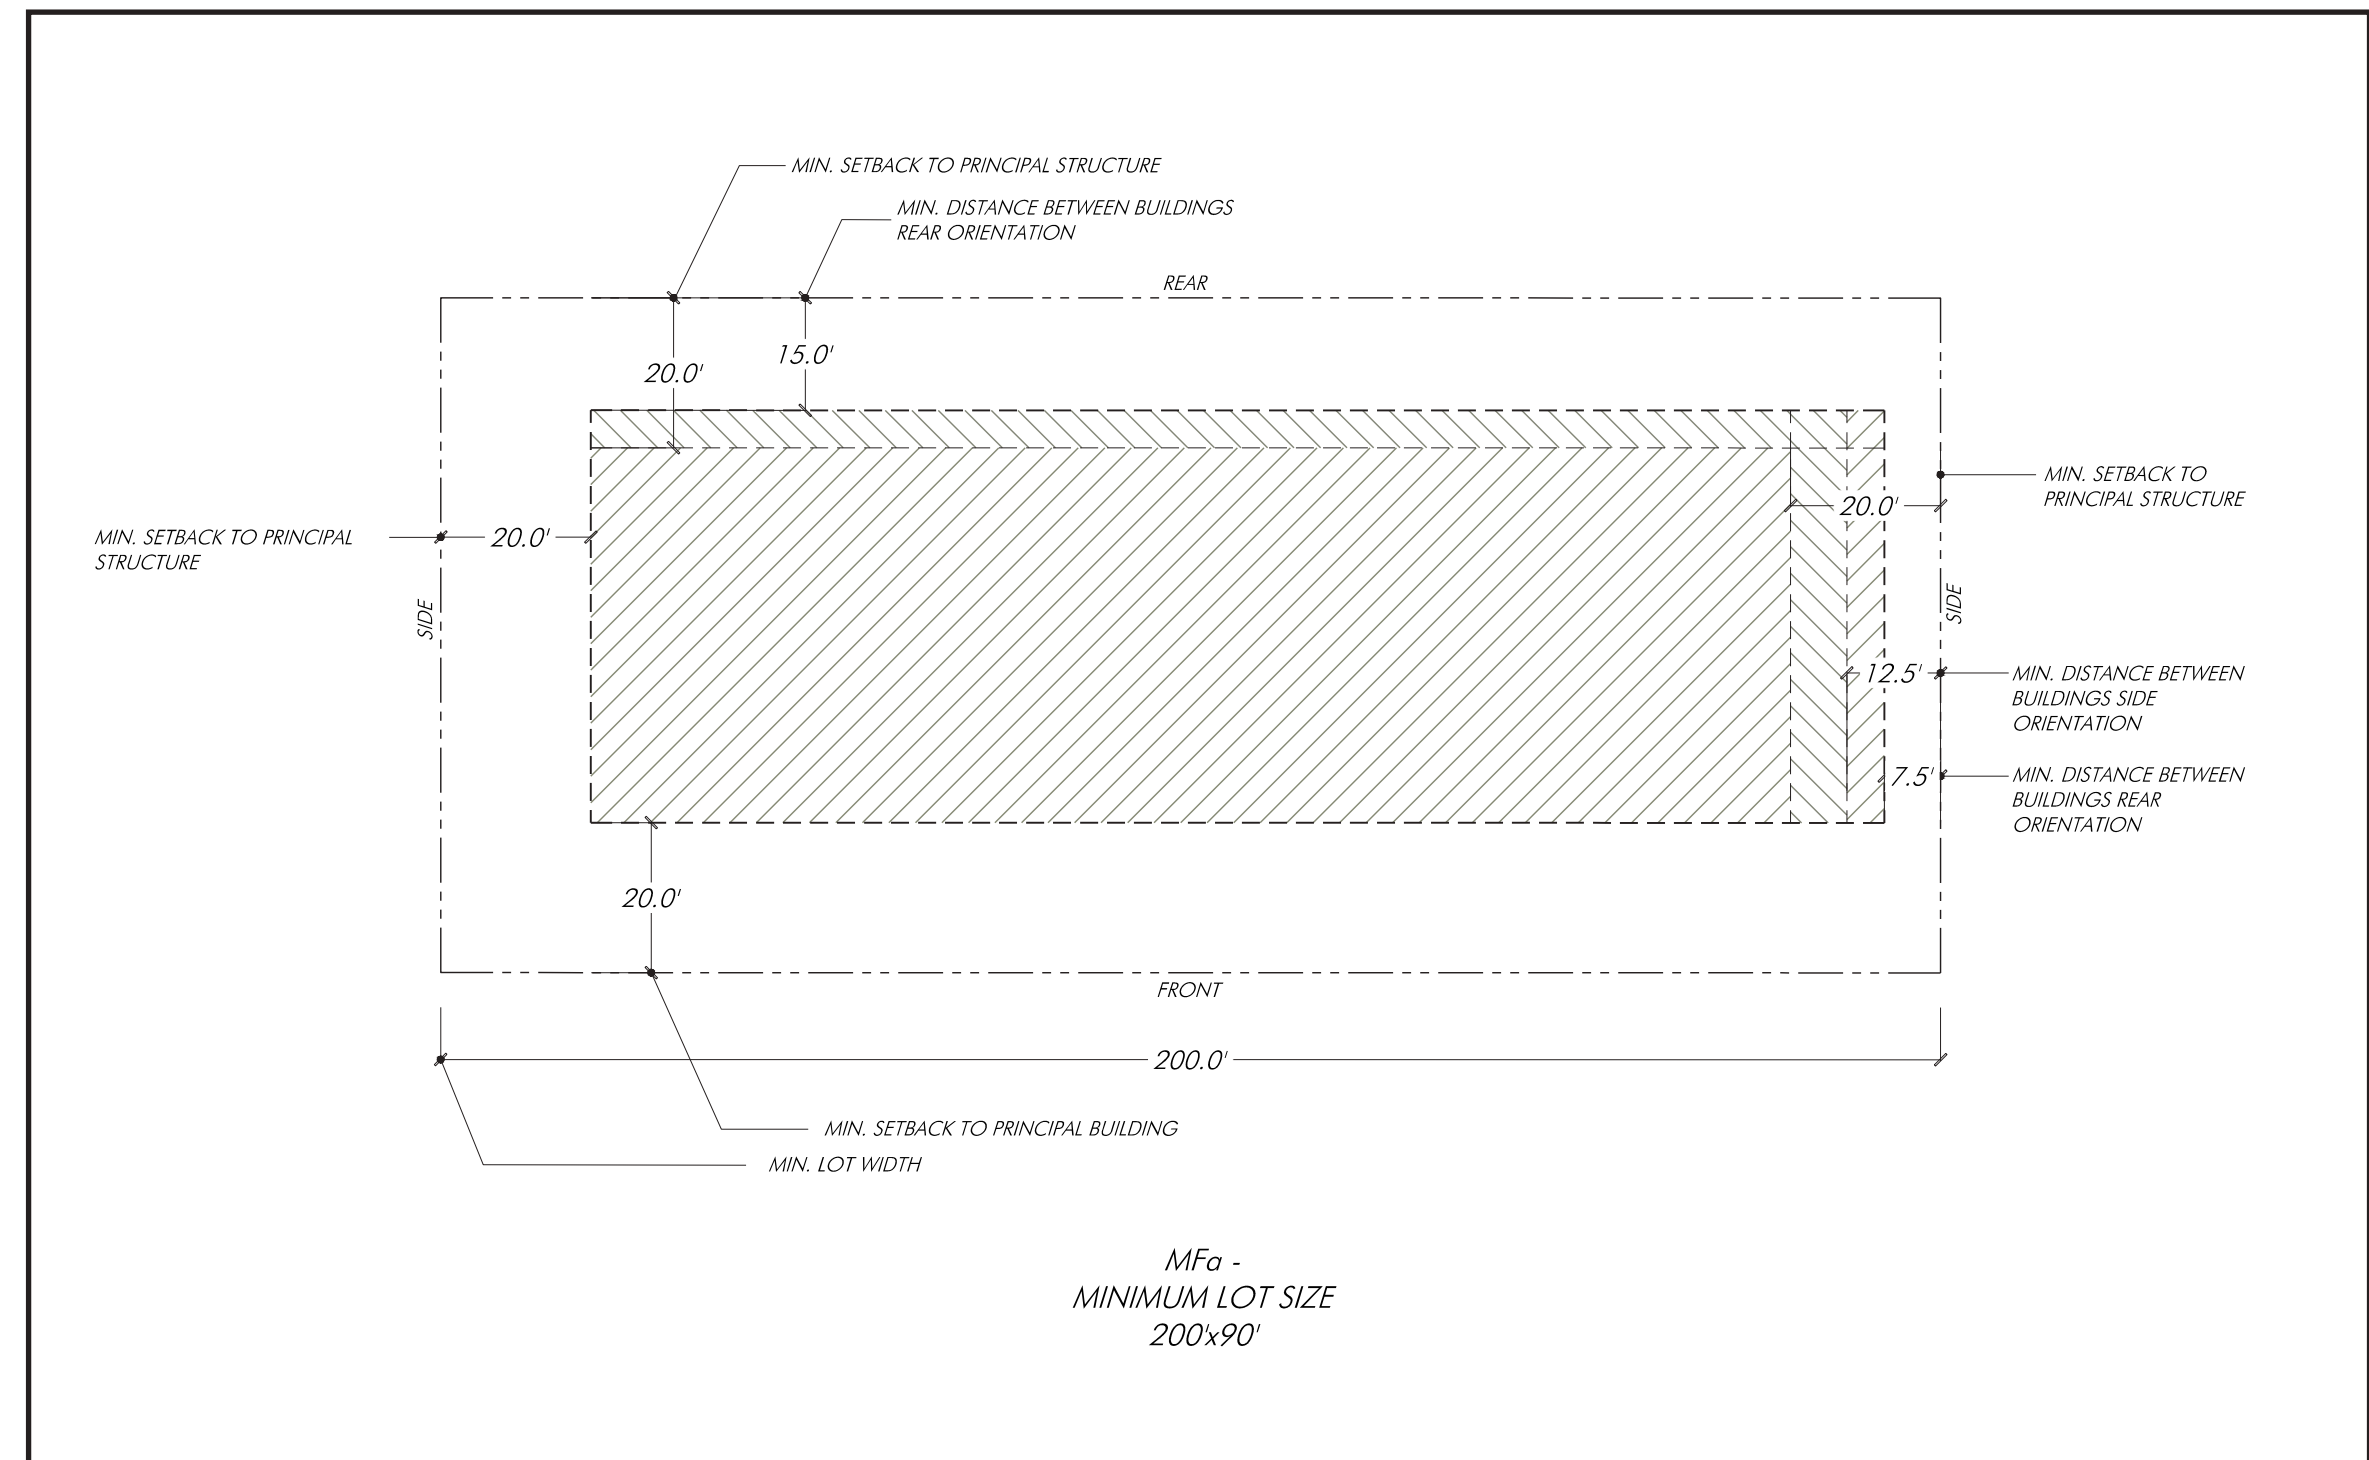 MIN. SETBACK TO PRINCIPAL STRUCTURE
MIN. DISTANCE BETWEEN BUILDINGS
REAR ORIENTATION
REAR
15.0'
20.0'
MIN. SETBACK TO
PRINCIPAL STRUCTURE
20.0'
MIN. SETBACK TO PRINCIPAL
STRUCTURE
20.0'
SIDE
SIDE
12.5'
MIN. DISTANCE BETWEEN
BUILDINGS SIDE
ORIENTATION
7.5'
MIN. DISTANCE BETWEEN
BUILDINGS REAR
ORIENTATION
20.0'
FRONT
200.0'
MIN. SETBACK TO PRINCIPAL BUILDING
MIN. LOT WIDTH
MFa -
MINIMUM LOT SIZE
200'x90'